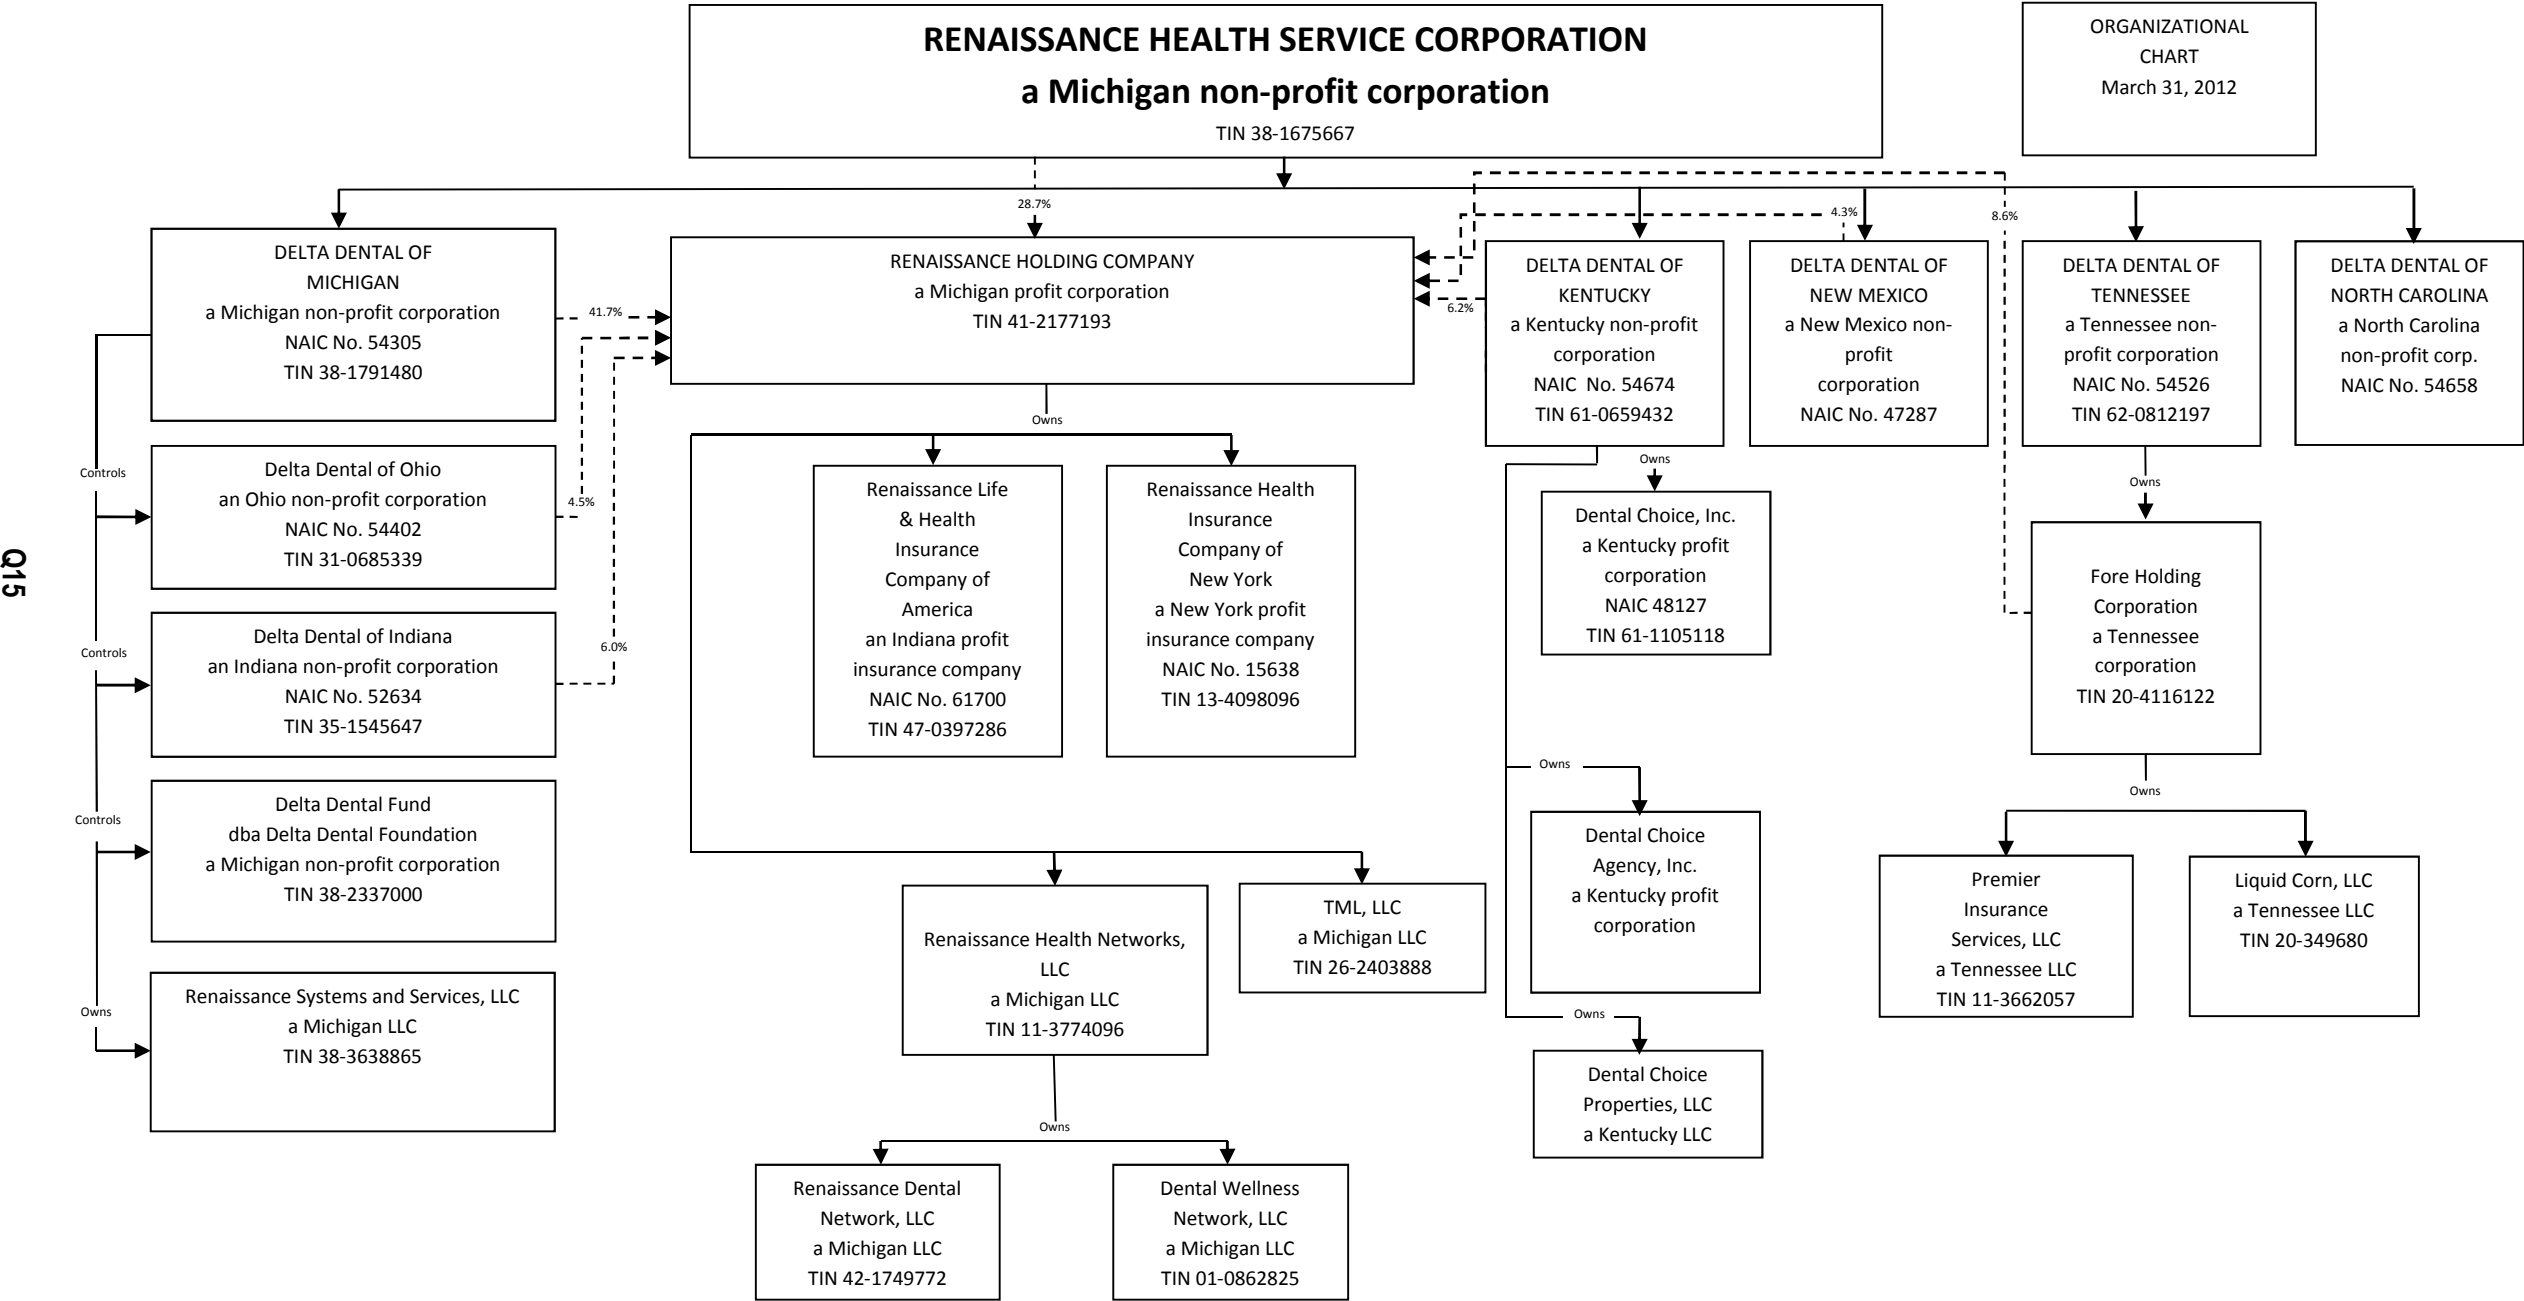 RENAISSANCE HEALTH SERVICE CORPORATION
a Michigan non-profit corporation
TIN 38-1675667
ORGANIZATIONAL
CHART
March 31, 2012
28.7%
4.3%
8.6%
DELTA DENTAL OF
MICHIGAN
a Michigan non-profit corporation
NAIC No. 54305
TIN 38-1791480
41.7%
RENAISSANCE HOLDING COMPANY
a Michigan profit corporation
TIN 41-2177193
6.2%
DELTA DENTAL OF
KENTUCKY
a Kentucky non-profit
corporation
NAIC  No. 54674
TIN 61-0659432
DELTA DENTAL OF
NEW MEXICO
a New Mexico non-
profit
corporation
NAIC No. 47287
DELTA DENTAL OF
TENNESSEE
a Tennessee non-
profit corporation
NAIC No. 54526
TIN 62-0812197
DELTA DENTAL OF
NORTH CAROLINA
a North Carolina
non-profit corp.
NAIC No. 54658
Controls
Delta Dental of Ohio
an Ohio non-profit corporation
NAIC No. 54402
TIN 31-0685339
4.5%
Controls
Delta Dental of Indiana
an Indiana non-profit corporation
NAIC No. 52634
TIN 35-1545647
6.0%
Controls
Delta Dental Fund
dba Delta Dental Foundation
a Michigan non-profit corporation
TIN 38-2337000
Owns
Renaissance Systems and Services, LLC
a Michigan LLC
TIN 38-3638865
Owns
Renaissance Life
& Health
Insurance
Company of
America
an Indiana profit
insurance company
NAIC No. 61700
TIN 47-0397286
Renaissance Health
Insurance
Company of
New York
a New York profit
insurance company
NAIC No. 15638
TIN 13-4098096
Renaissance Health Networks,
LLC
a Michigan LLC
TIN 11-3774096
TML, LLC
a Michigan LLC
TIN 26-2403888
Owns
Renaissance Dental
Network, LLC
a Michigan LLC
TIN 42-1749772
Dental Wellness
Network, LLC
a Michigan LLC
TIN 01-0862825
Owns
Dental Choice, Inc.
a Kentucky profit
corporation
NAIC 48127
TIN 61-1105118
Owns
Dental Choice
Agency, Inc.
a Kentucky profit
corporation
Owns
Dental Choice
Properties, LLC
a Kentucky LLC
Owns
Fore Holding
Corporation
a Tennessee
corporation
TIN 20-4116122
Owns
Premier
Insurance
Services, LLC
a Tennessee LLC
TIN 11-3662057
Liquid Corn, LLC
a Tennessee LLC
TIN 20-349680
Q15